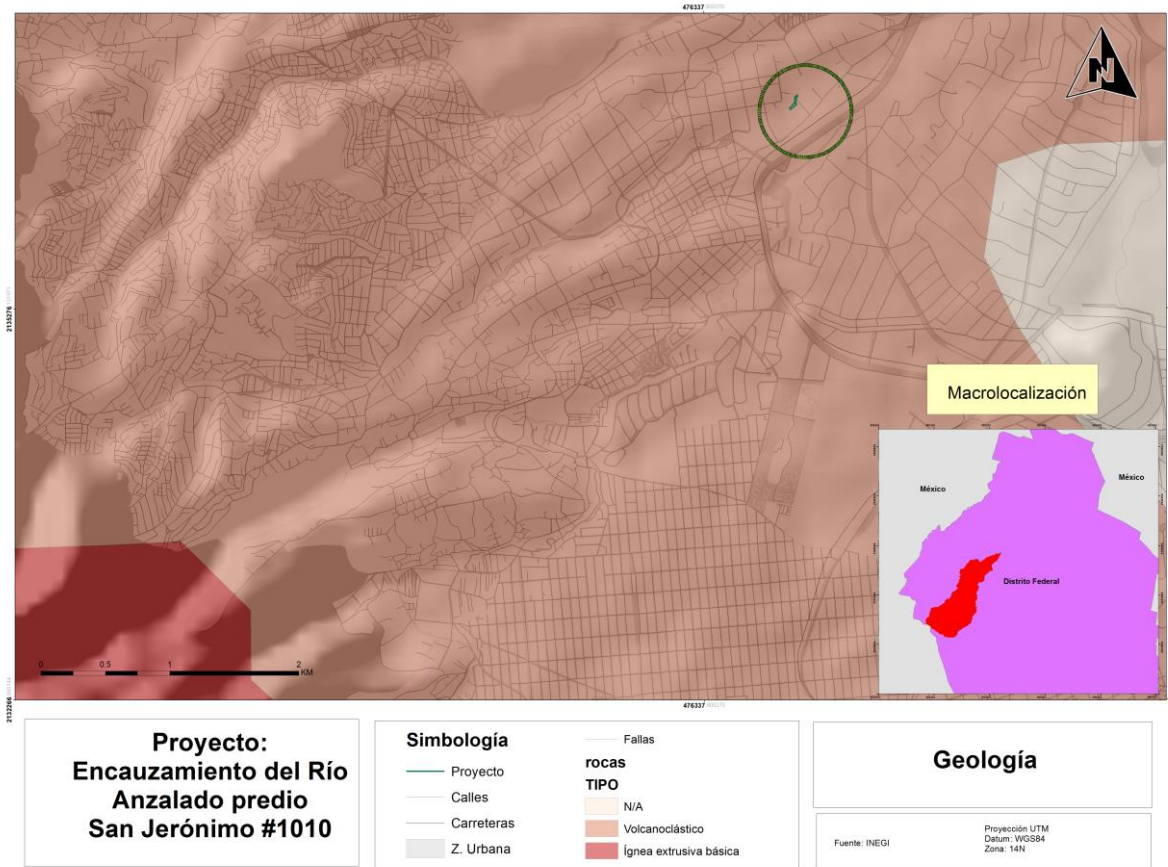 476337
2135276
2132266
Macrolocalización
México
México
Distrito Federal
0
0.5
1
2
KM
476337
N
Proyecto:
Encauzamiento del Río
Anzalado predio
San Jerónimo #1010
Simbología
Proyecto
Calles
Carreteras
Z. Urbana
Fallas
rocas
TIPO
N/A
Volcanoclástico
Ígnea extrusiva básica
Geología
Fuente: INEGI
Proyección UTM
Datum: WGS84
Zona: 14N